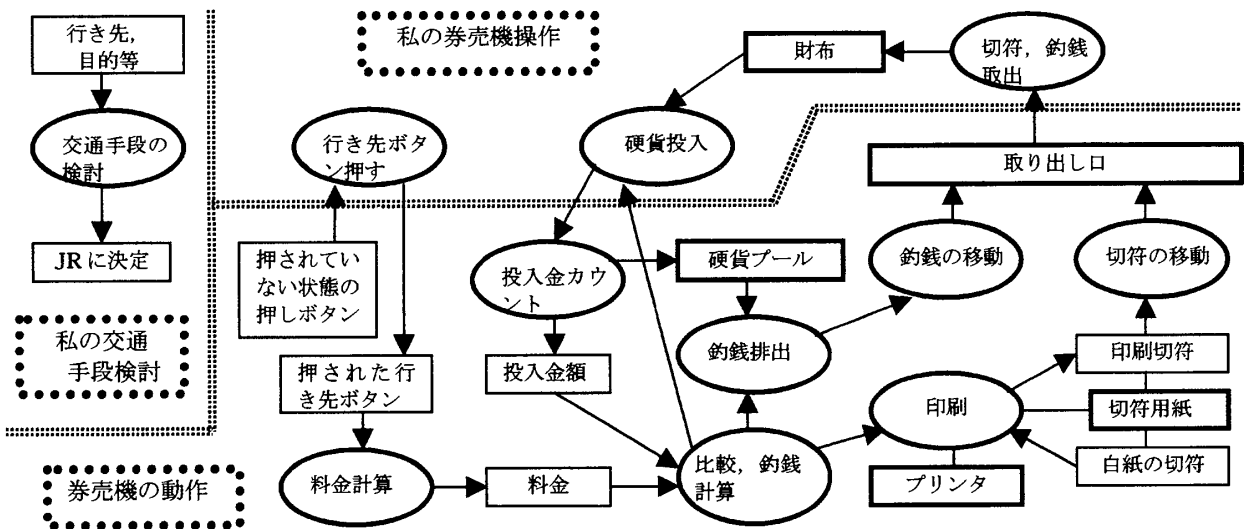 行き先，
目的等
交通手段の
検討
JRに決定
私の交通
手段検討
私の券売機操作
財布
切符，釣銭
取出
行き先ボタ
ン押す
硬貨投入
取り出し口
押されてい
ない状態の
押しボタン
投入金カウ
ント
硬貨プール
釣銭の移動
切符の移動
押された行
き先ボタン
投入金額
釣銭排出
印刷切符
印刷
切符用紙
白紙の切符
プリンタ
券売機の動作
料金計算
料金
比較，釣銭
計算